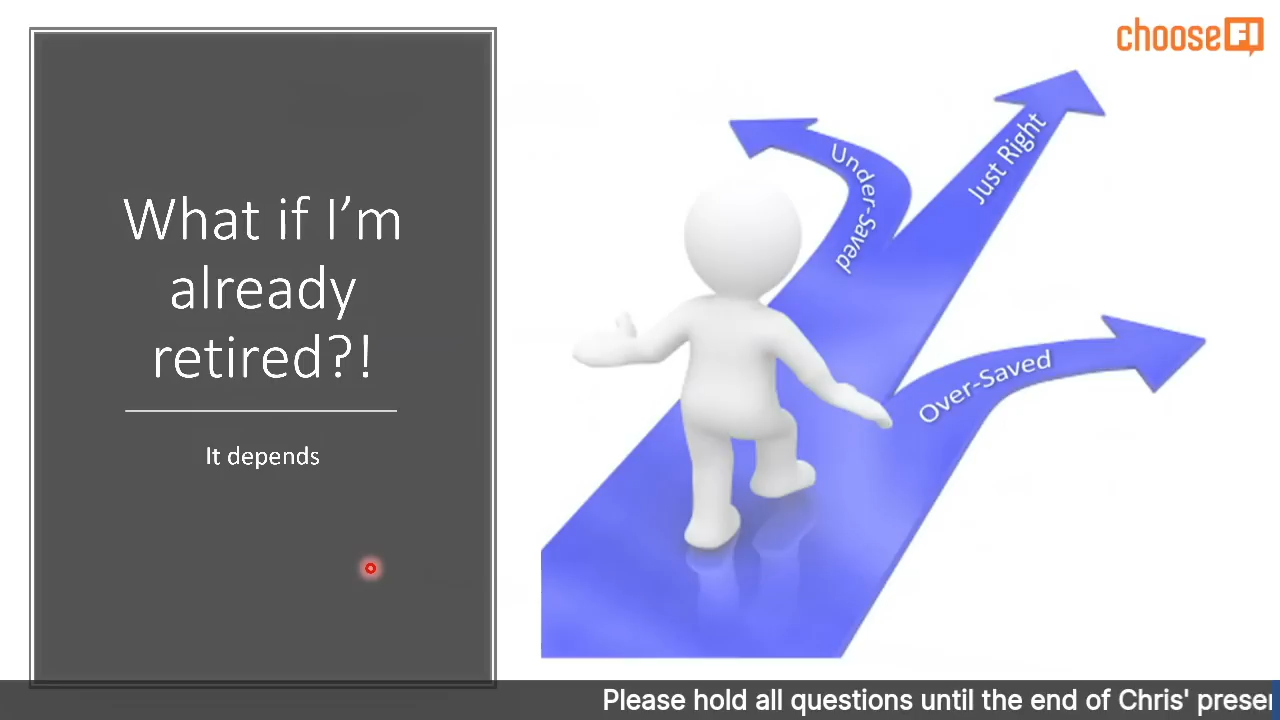 chooseFI
What if I’m
already
retired?!
It depends
Under-Saved
Just Right
Over-Saved
Please hold all questions until the end of Chris' preser